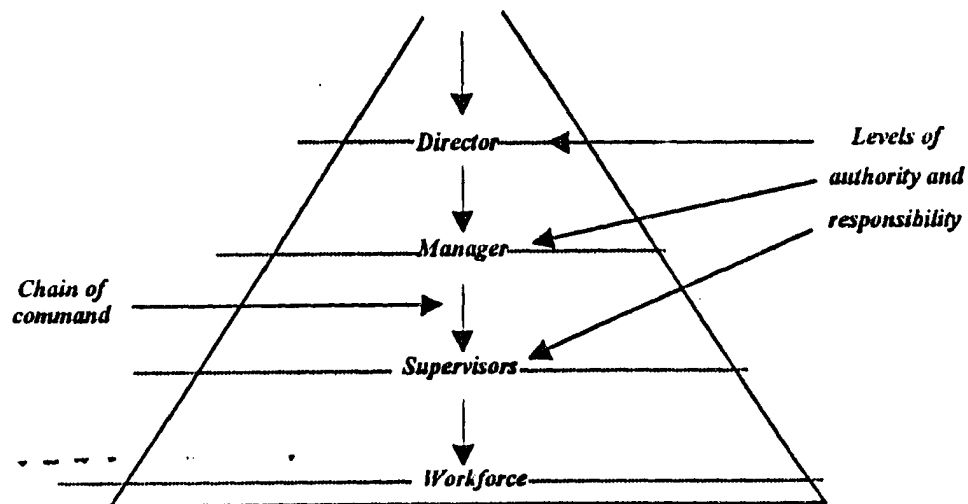 Director
Levels of
authority and
responsibility
Manager
Chain of
command
Supervisors
Workforce